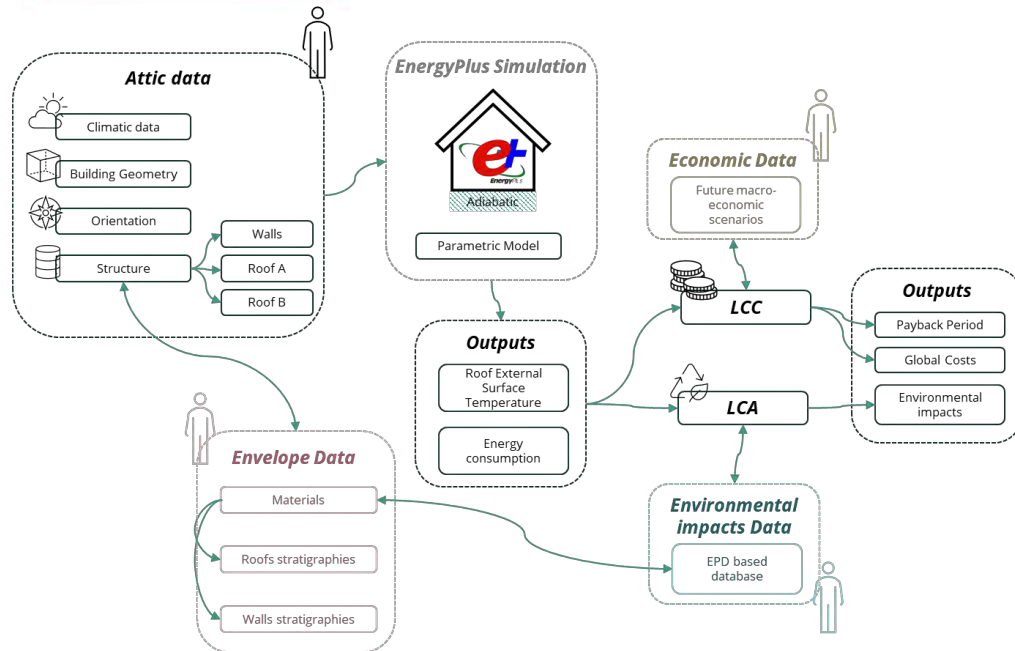 Attic data
Climatic data
Building Geometry
Orientation
Structure
Walls
Roof A
Roof B
EnergyPlus Simulation
e+
EnergyPlus
Adiabatic
Parametric Model
Outputs
Roof External
Surface
Temperature
Energy
consumption
Economic Data
Future macro-
economic
scenarios
LCC
LCA
Outputs
Payback Period
Global Costs
Environmental
impacts
Envelope Data
Materials
Roofs stratigraphies
Walls stratigraphies
Environmental
impacts Data
EPD based
database